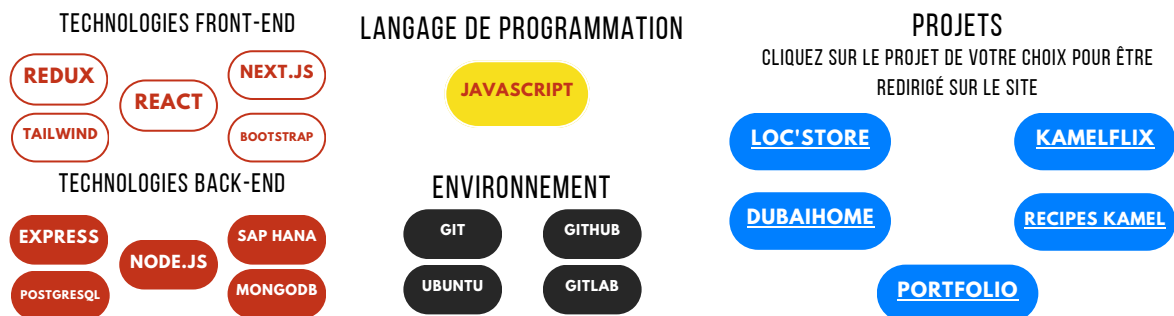 TECHNOLOGIES FRONT-END
REDUX
NEXT.JS
REACT
TAILWIND
BOOTSTRAP
TECHNOLOGIES BACK-END
EXPRESS
SAP HANA
NODE.JS
POSTGRESQL
MONGODB
LANGAGE DE PROGRAMMATION
JAVASCRIPT
ENVIRONNEMENT
GIT
GITHUB
UBUNTU
GITLAB
PROJETS
CLIQUEZ SUR LE PROJET DE VOTRE CHOIX POUR ÊTRE
REDIRIGÉ SUR LE SITE
LOC'STORE
KAMELFLIX
DUBAIHOME
RECIPES KAMEL
PORTFOLIO